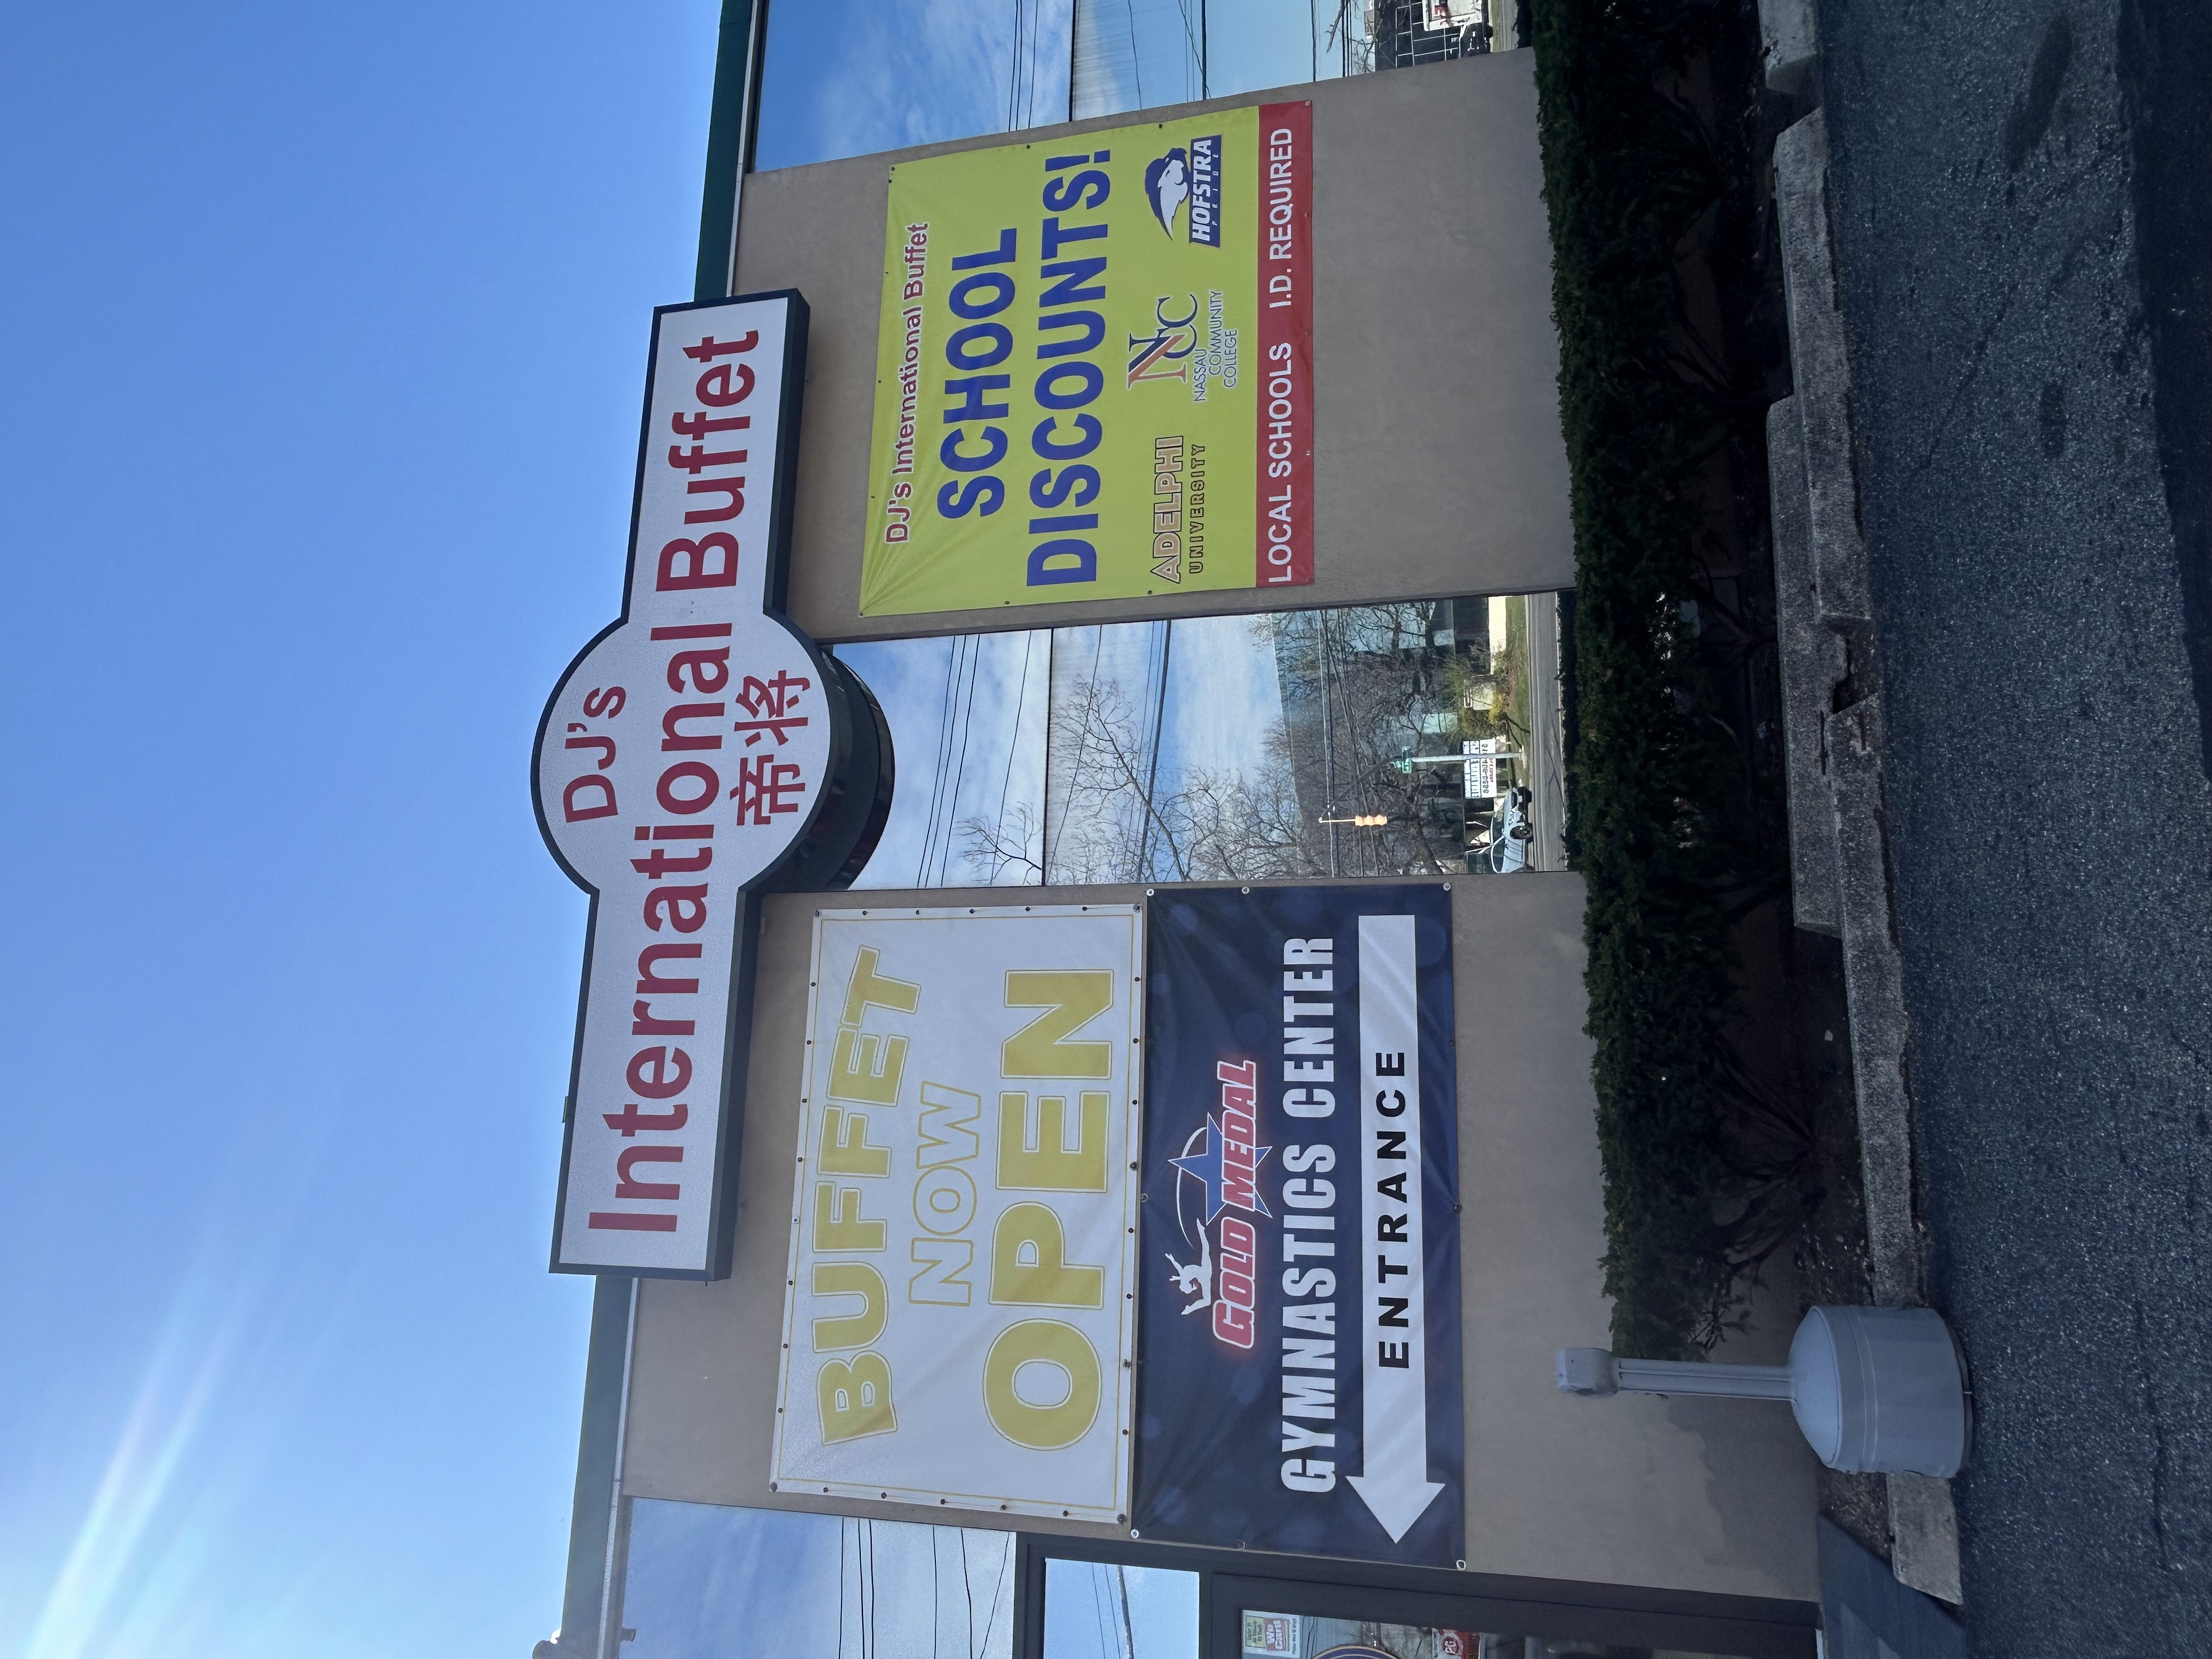 DJ's
International Buffet
帝将
BUFFET
NOW
OPEN
GOLD MEDAL
GYMNASTICS CENTER
ENTRANCE
DJ's International Buffet
SCHOOL
DISCOUNTS!
ADELPHI
UNIVERSITY
NCC
NASSAU
COMMUNITY
COLLEGE
HOFSTRA
PRIDE
LOCAL SCHOOLS I.D. REQUIRED